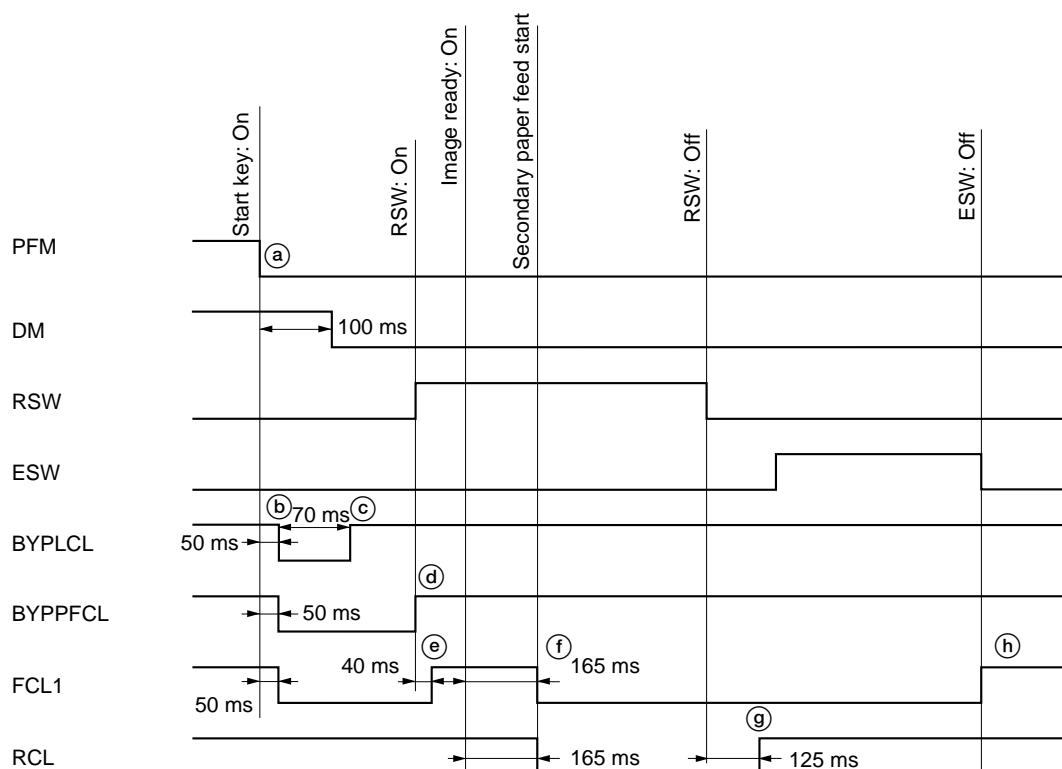 Start key: On
RSW: On
Image ready: On
Secondary paper feed start
RSW: Off
ESW: Off
PFM
a
DM
100 ms
RSW
ESW
b
70 ms
c
BYPLCL
50 ms
d
BYPPFCL
50 ms
e
f
h
40 ms
165 ms
FCL1
50 ms
g
RCL
165 ms
125 ms